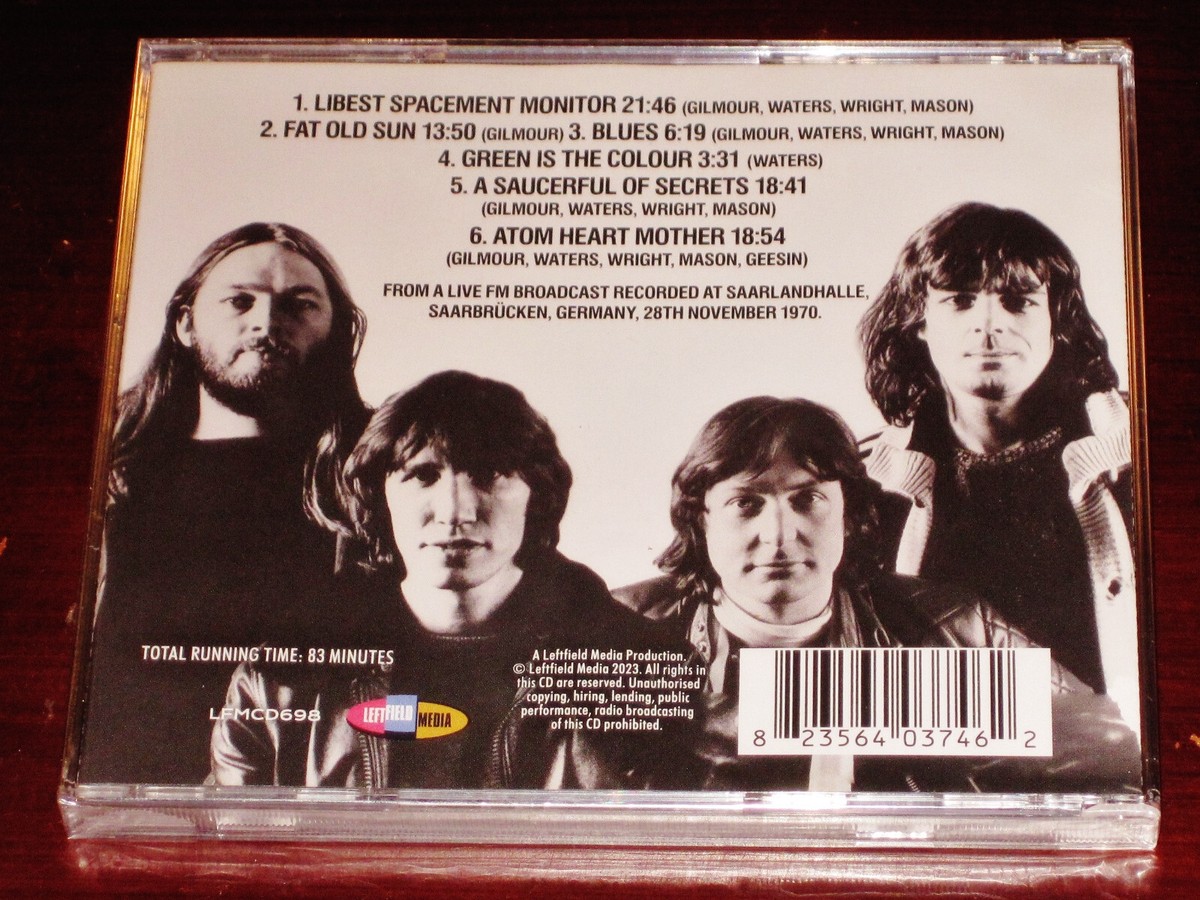 1. LIBEST SPACEMENT MONITOR 21:46 (GILMOUR, WATERS, WRIGHT, MASON)
2. FAT OLD SUN 13:50 (GILMOUR) 3. BLUES 6:19 (GILMOUR, WATERS, WRIGHT, MASON)
4. GREEN IS THE COLOUR 3:31 (WATERS)
5. A SAUCERFUL OF SECRETS 18:41
(GILMOUR, WATERS, WRIGHT, MASON)
6. ATOM HEART MOTHER 18:54
(GILMOUR, WATERS, WRIGHT, MASON, GEESIN)
FROM A LIVE FM BROADCAST RECORDED AT SAARLANDHALLE,
SAARBRÜCKEN, GERMANY, 28TH NOVEMBER 1970.
TOTAL RUNNING TIME: 83 MINUTES
LFMCD698
LEFTFIELD MEDIA
A Leftfield Media Production.
© Leftfield Media 2023. All rights in
this CD are reserved. Unauthorised
copying, hiring, lending, public
performance, radio broadcasting
of this CD prohibited.
8 23564 03746 2